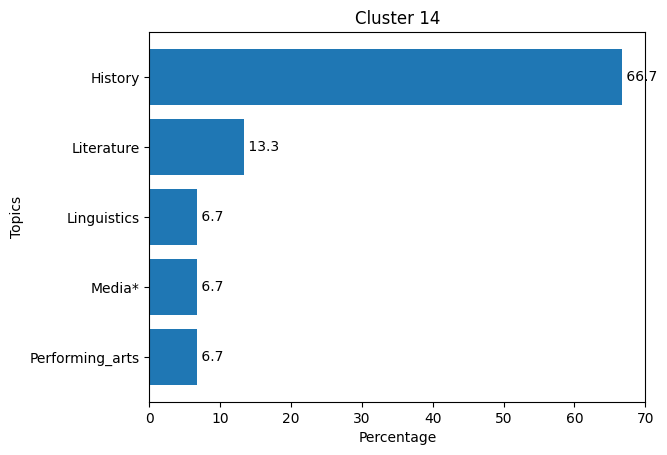 Cluster 14
Topics
History
66.7
Literature
13.3
Linguistics
6.7
Media*
6.7
Performing_arts
6.7
0 10 20 30 40 50 60 70
Percentage